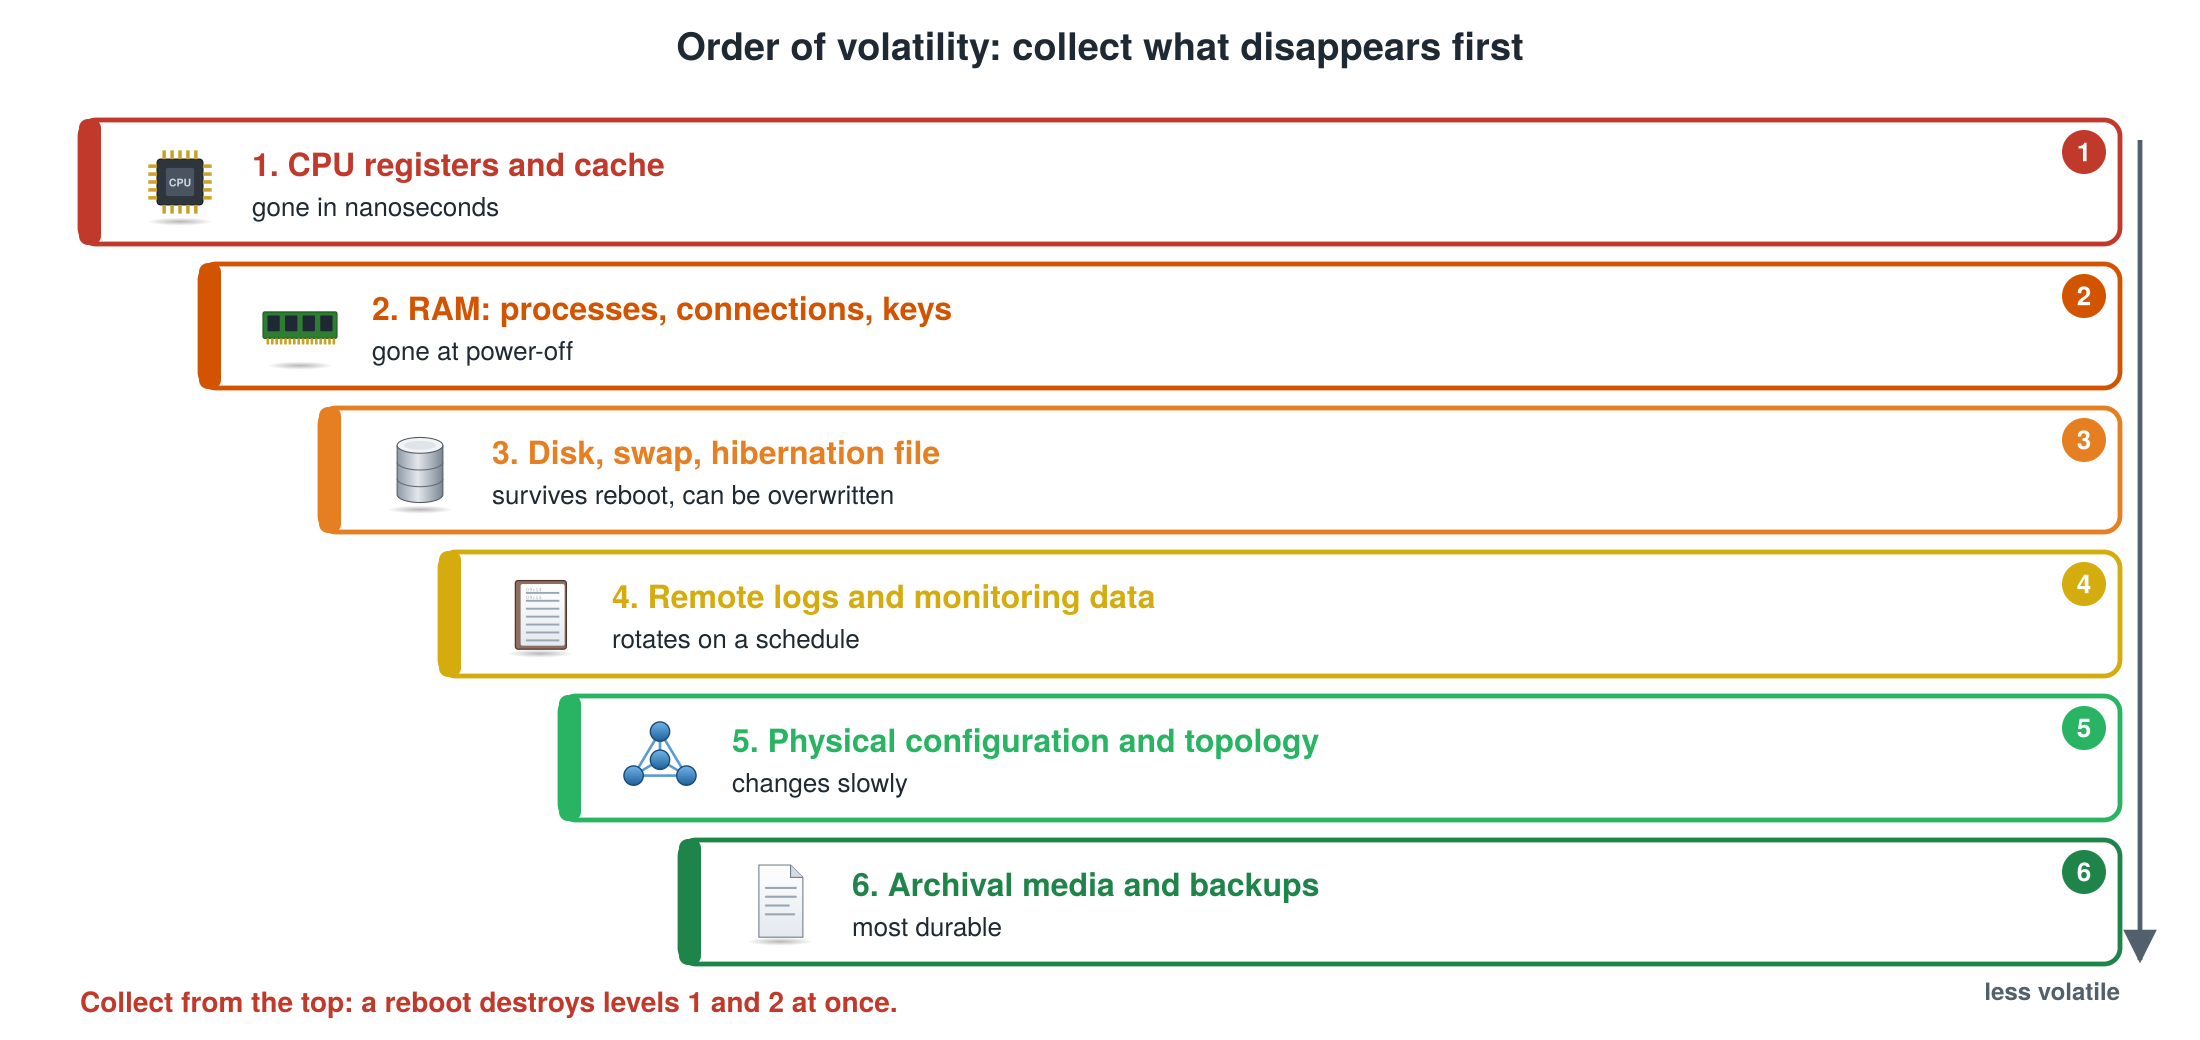 Order of volatility: collect what disappears first
CPU
1. CPU registers and cache
gone in nanoseconds
1
2. RAM: processes, connections, keys
gone at power-off
2
3. Disk, swap, hibernation file
survives reboot, can be overwritten
3
4. Remote logs and monitoring data
rotates on a schedule
4
5. Physical configuration and topology
changes slowly
5
6. Archival media and backups
most durable
6
Collect from the top: a reboot destroys levels 1 and 2 at once.
less volatile